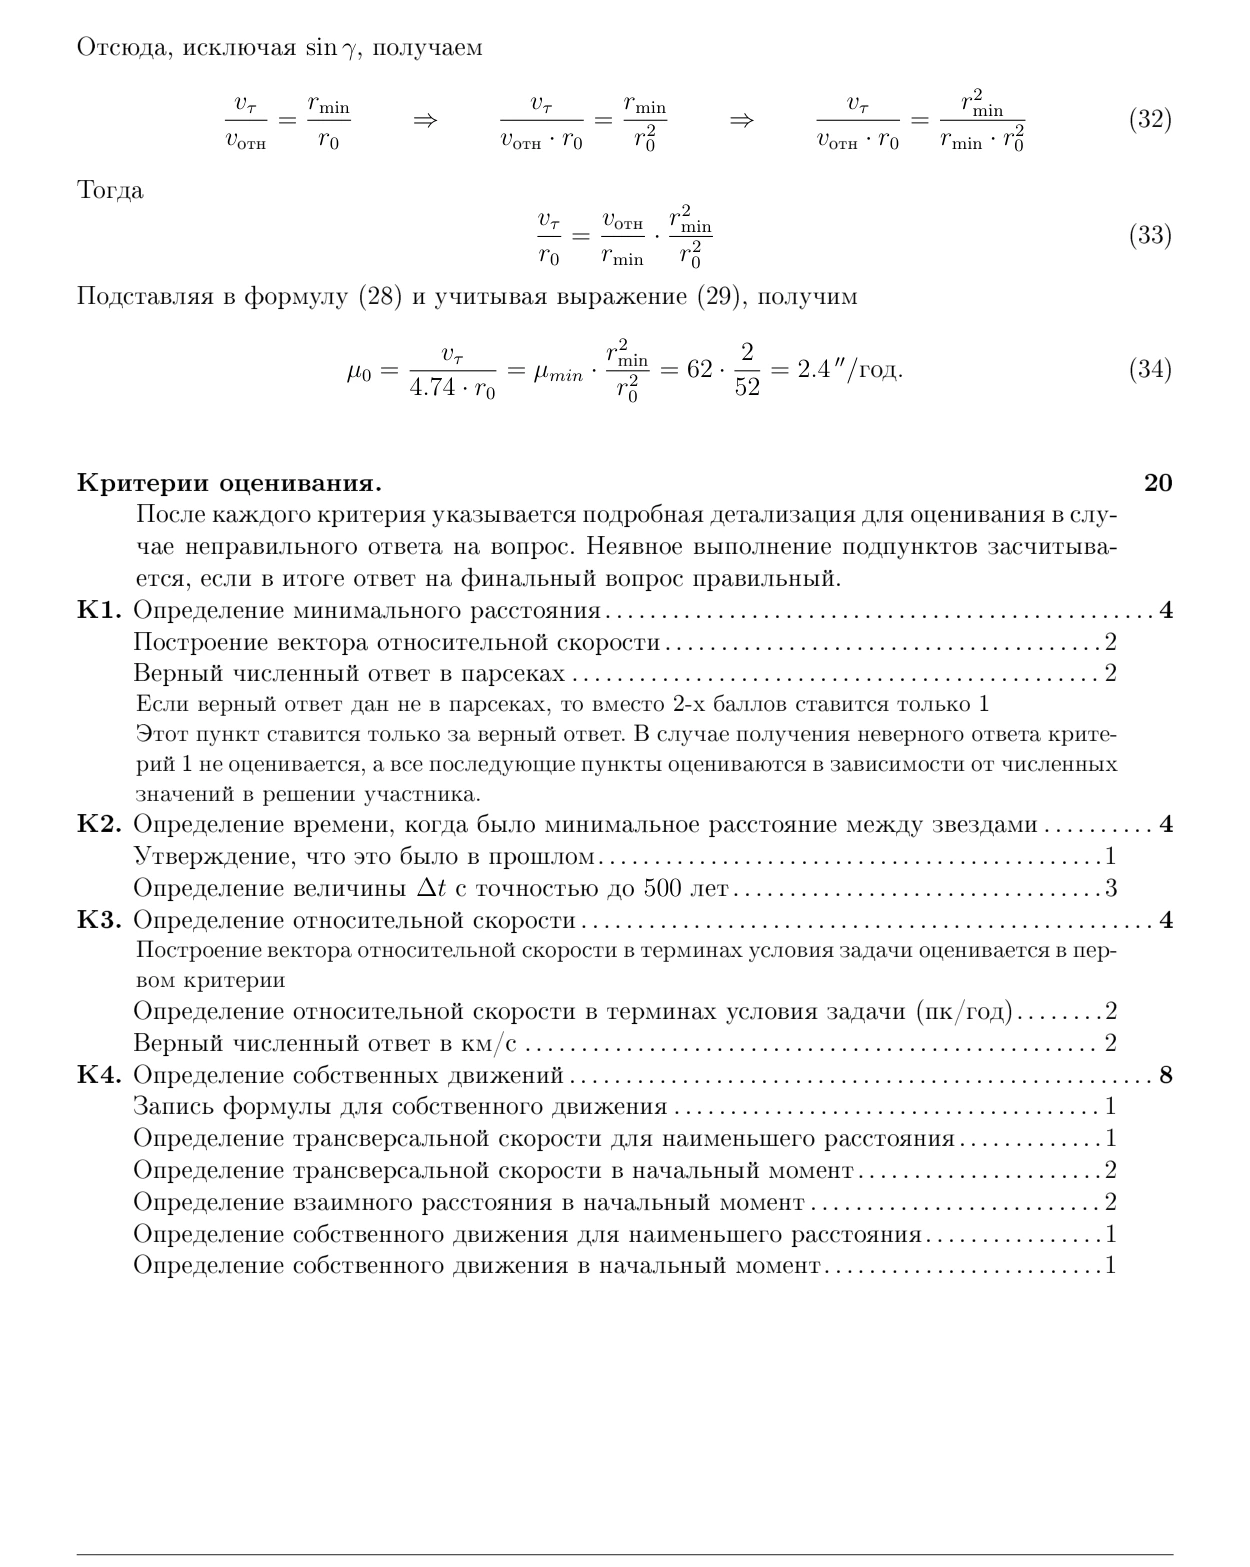 Отсюда, исключая sin γ, получаем
v_τ / v_отн = r_min / r_0 ⇒ v_τ / (v_отн · r_0) = r_min / r_0^2 ⇒ v_τ / (v_отн · r_0) = r_min^2 / (r_min · r_0^2) (32)
Тогда
v_τ / r_0 = v_отн / r_min · r_min^2 / r_0^2 (33)
Подставляя в формулу (28) и учитывая выражение (29), получим
μ_0 = v_τ / (4.74 · r_0) = μ_min · r_min^2 / r_0^2 = 62 · 2 / 52 = 2.4 ″/год. (34)
Критерии оценивания. 20
После каждого критерия указывается подробная детализация для оценивания в слу-
чае неправильного ответа на вопрос. Неявное выполнение подпунктов засчитыва-
ется, если в итоге ответ на финальный вопрос правильный.
K1. Определение минимального расстояния........................................4
Построение вектора относительной скорости........................................2
Верный численный ответ в парсеках........................................2
Если верный ответ дан не в парсеках, то вместо 2-х баллов ставится только 1
Этот пункт ставится только за верный ответ. В случае получения неверного ответа крите-
рий 1 не оценивается, а все последующие пункты оцениваются в зависимости от численных
значений в решении участника.
K2. Определение времени, когда было минимальное расстояние между звездами..........4
Утверждение, что это было в прошлом........................................1
Определение величины Δt с точностью до 500 лет........................................3
K3. Определение относительной скорости........................................4
Построение вектора относительной скорости в терминах условия задачи оценивается в пер-
вом критерии
Определение относительной скорости в терминах условия задачи (пк/год)........2
Верный численный ответ в км/с........................................2
K4. Определение собственных движений........................................8
Запись формулы для собственного движения........................................1
Определение трансверсальной скорости для наименьшего расстояния.............1
Определение трансверсальной скорости в начальный момент......................2
Определение взаимного расстояния в начальный момент..........................2
Определение собственного движения для наименьшего расстояния................1
Определение собственного движения в начальный момент.........................1